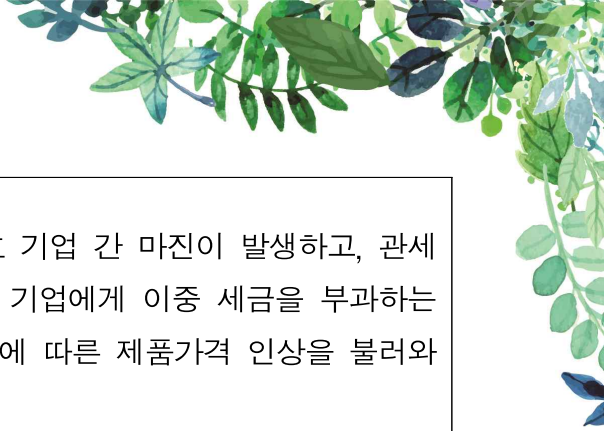 기업 간 마진이 발생하고, 관세
기업에게 이중 세금을 부과하는
에 따른 제품가격 인상을 불러와